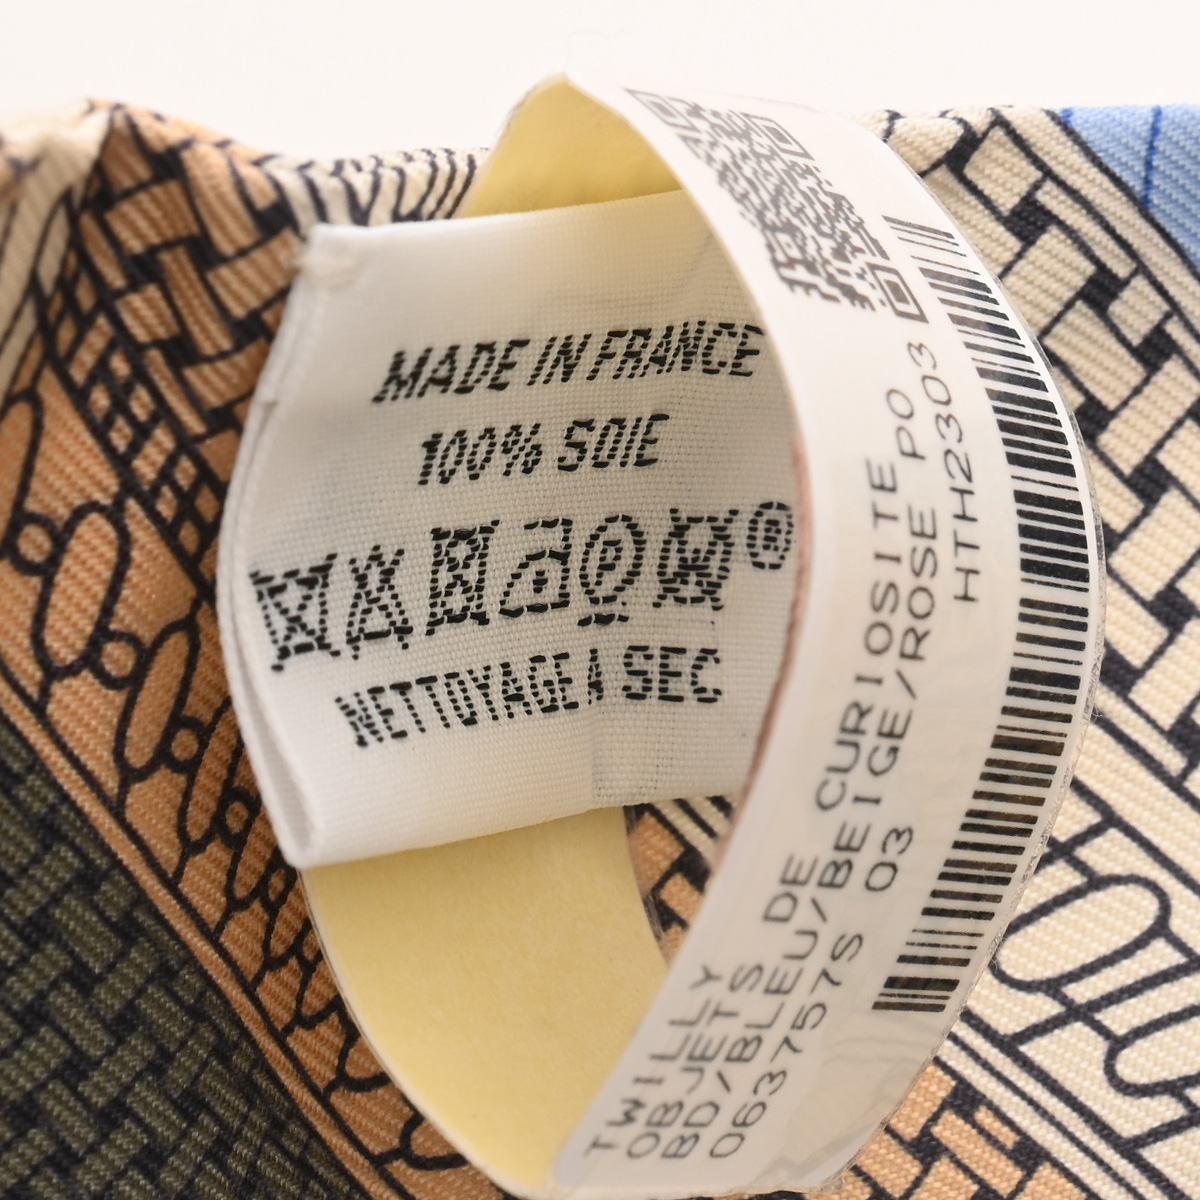 MADE IN FRANCE
100% SOIE
®
NETTOYAGE A SEC
TWILLY DE CURIOSITE
OBJETS
BD/BLEU/BEIGE/ROSE PO
063757S 03 HTH2303